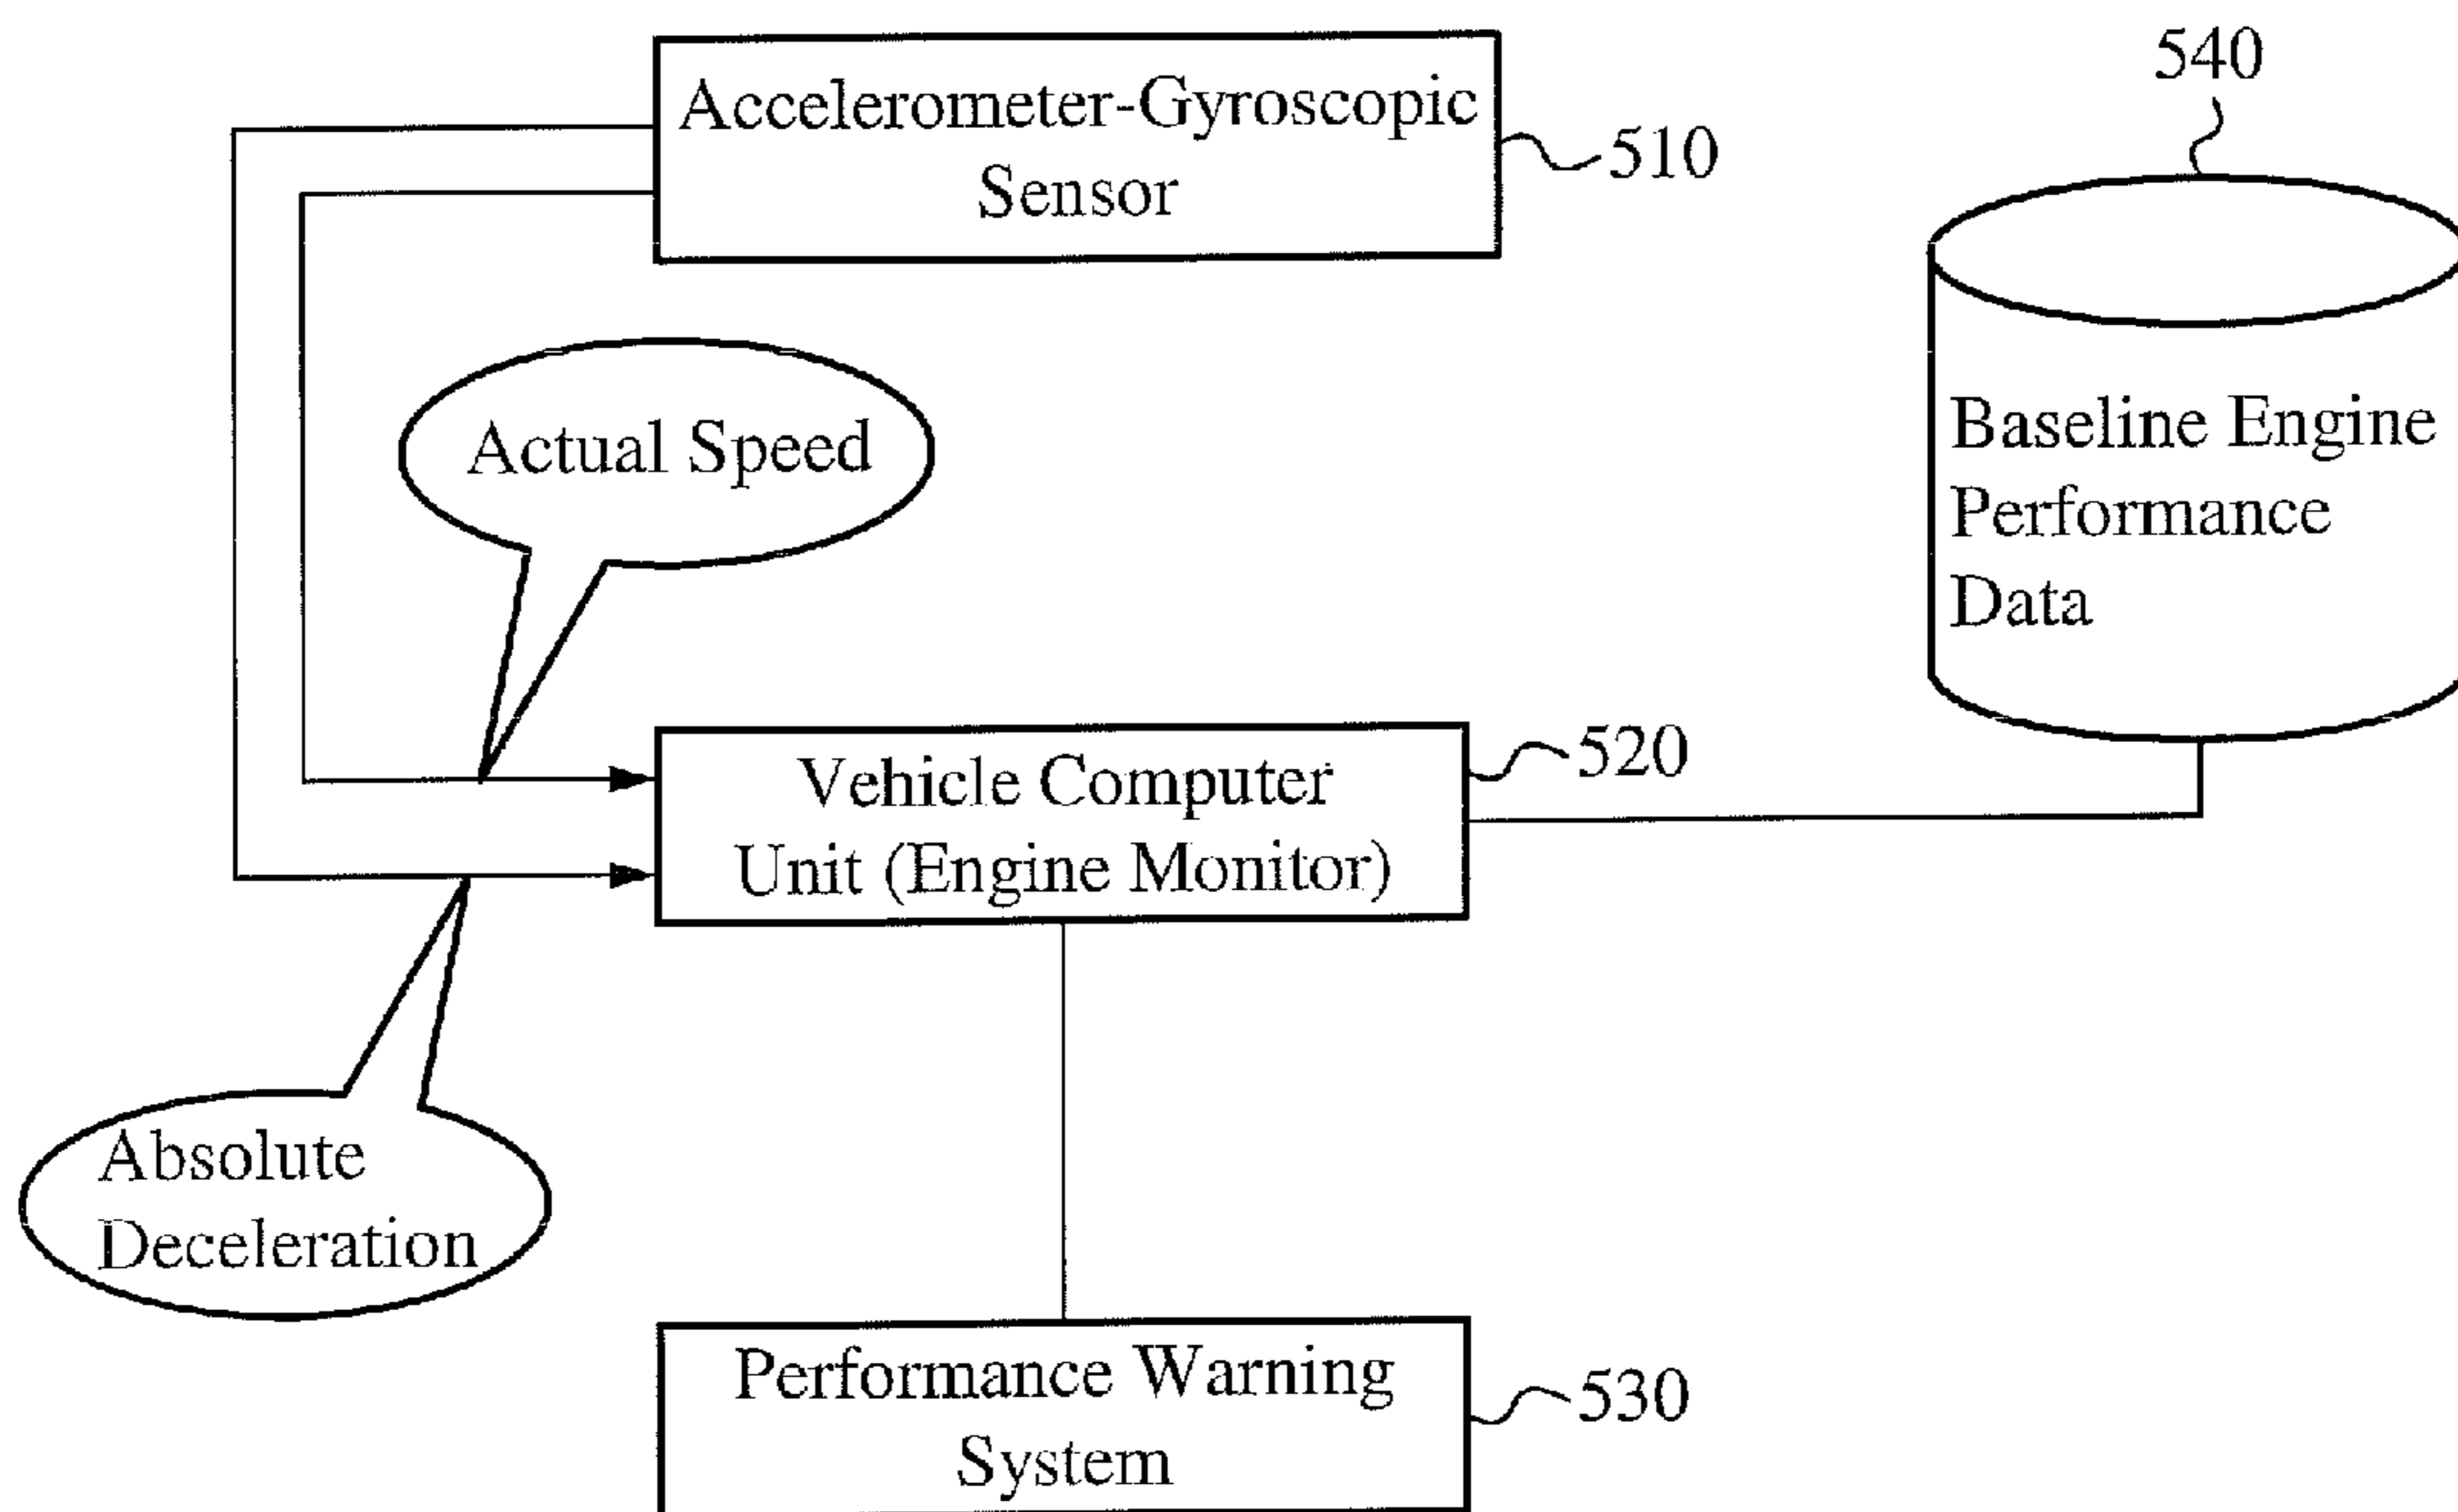 540
Accelerometer-Gyroscopic
Sensor
510
Actual Speed
Baseline Engine
Performance
Data
Vehicle Computer
Unit (Engine Monitor)
520
Absolute
Deceleration
Performance Warning
System
530